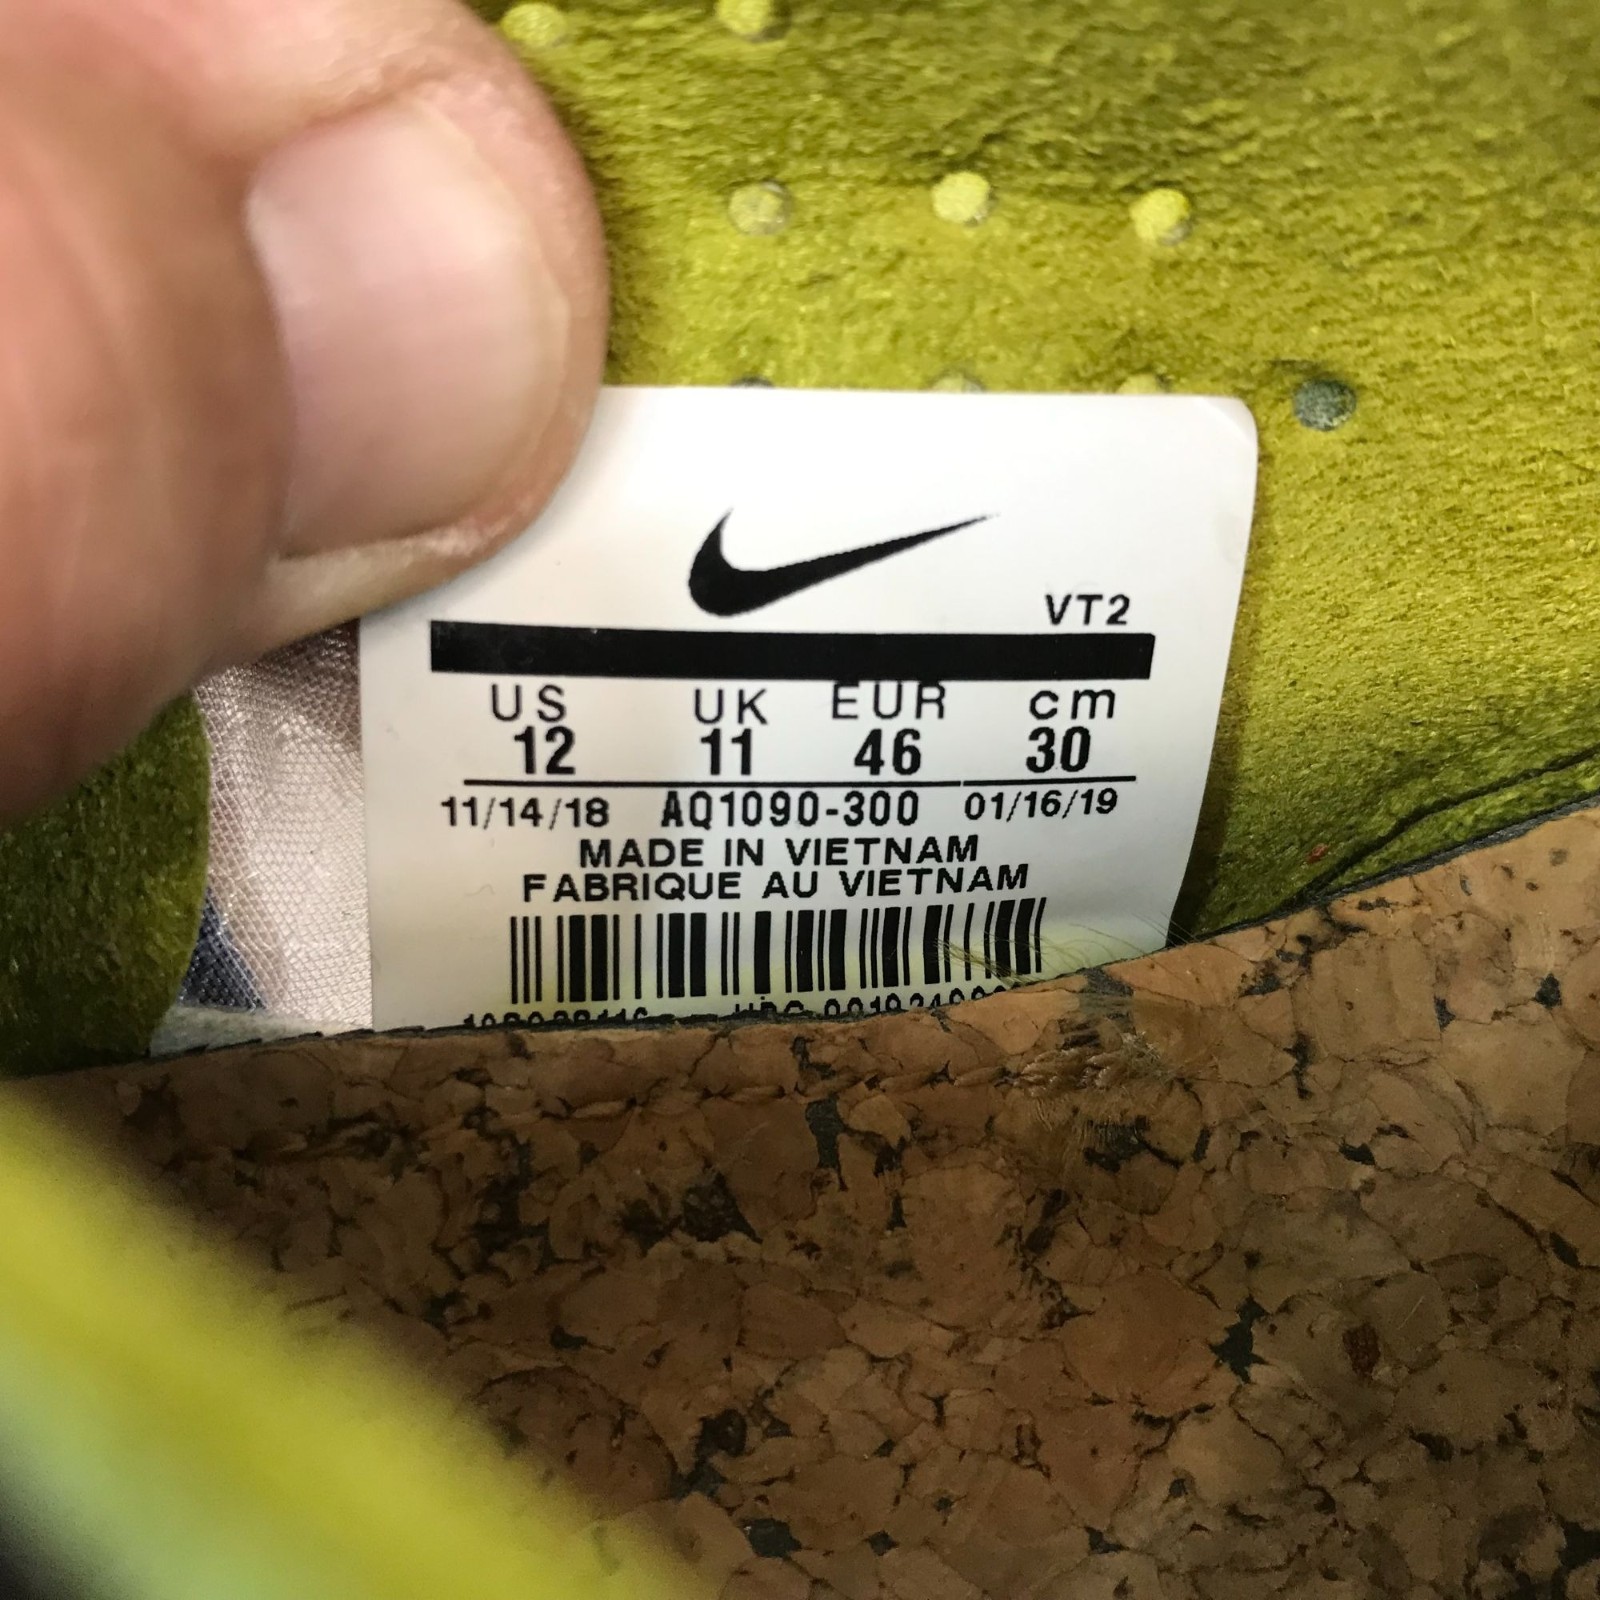 VT2
US UK EUR cm
12 11 46 30
11/14/18 AQ1090-300 01/16/19
MADE IN VIETNAM
FABRIQUE AU VIETNAM